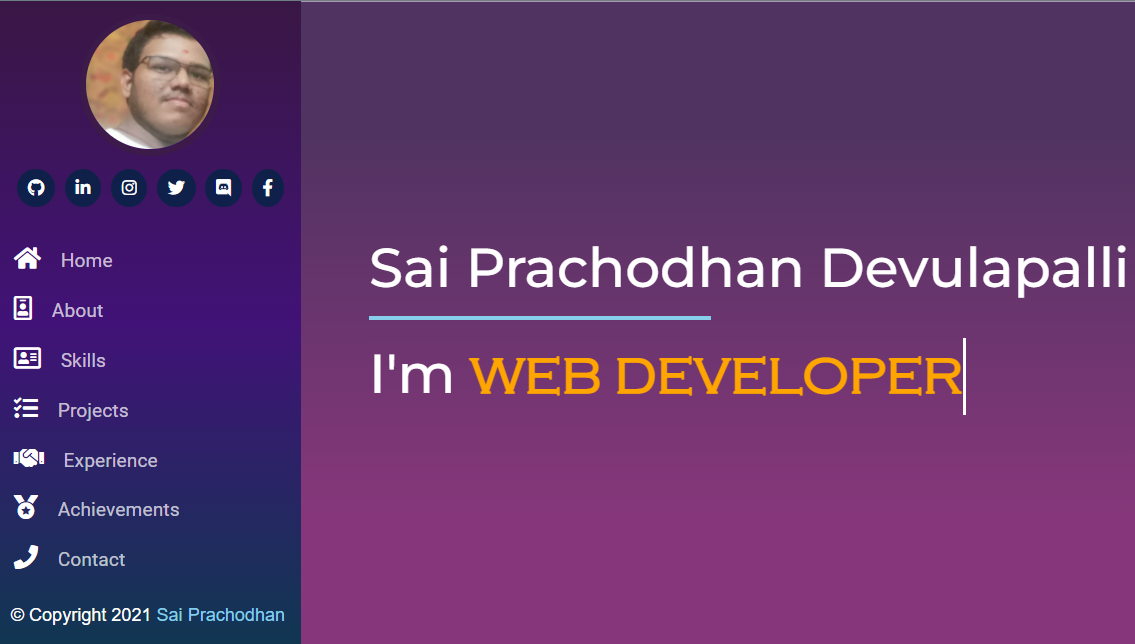 Home
About
Skills
Projects
Experience
Achievements
Contact
© Copyright 2021 Sai Prachodhan
Sai Prachodhan Devulapalli
I'm WEB DEVELOPER